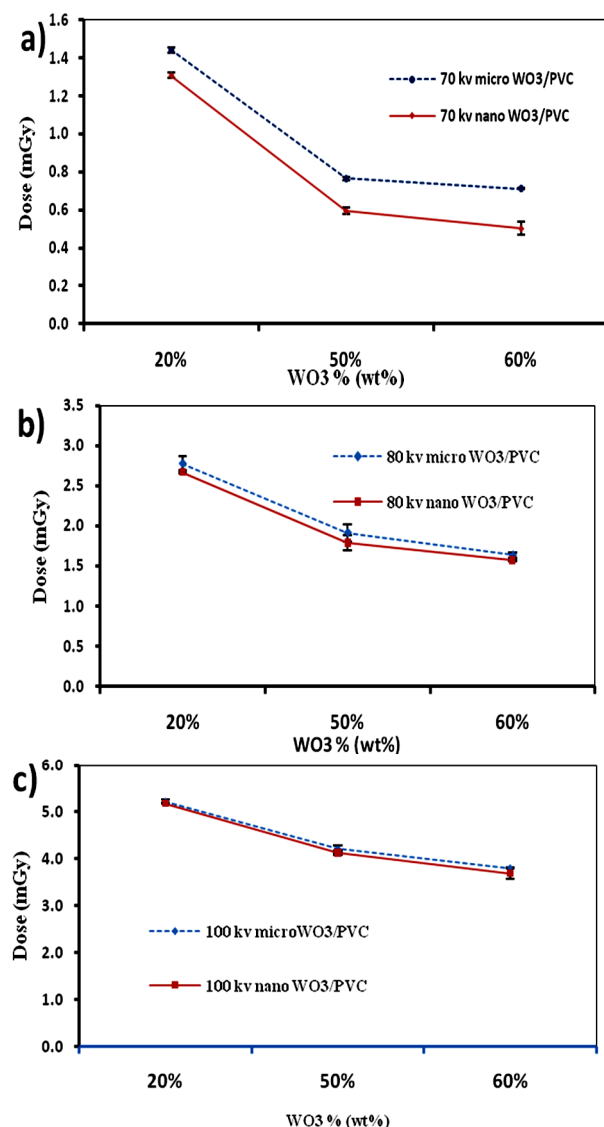 a)
1.6
1.4
1.2
1.0
0.8
0.6
0.4
0.2
0.0
Dose (mGy)
70 kv micro WO3/PVC
70 kv nano WO3/PVC
20% 50% 60%
WO3 % (wt%)
b)
3.5
3.0
2.5
2.0
1.5
1.0
0.5
0.0
Dose (mGy)
80 kv micro WO3/PVC
80 kv nano WO3/PVC
20% 50% 60%
WO3 % (wt%)
c)
6.0
5.0
4.0
3.0
2.0
1.0
0.0
Dose (mGy)
100 kv microWO3/PVC
100 kv nano WO3/PVC
20% 50% 60%
WO3 % (wt%)